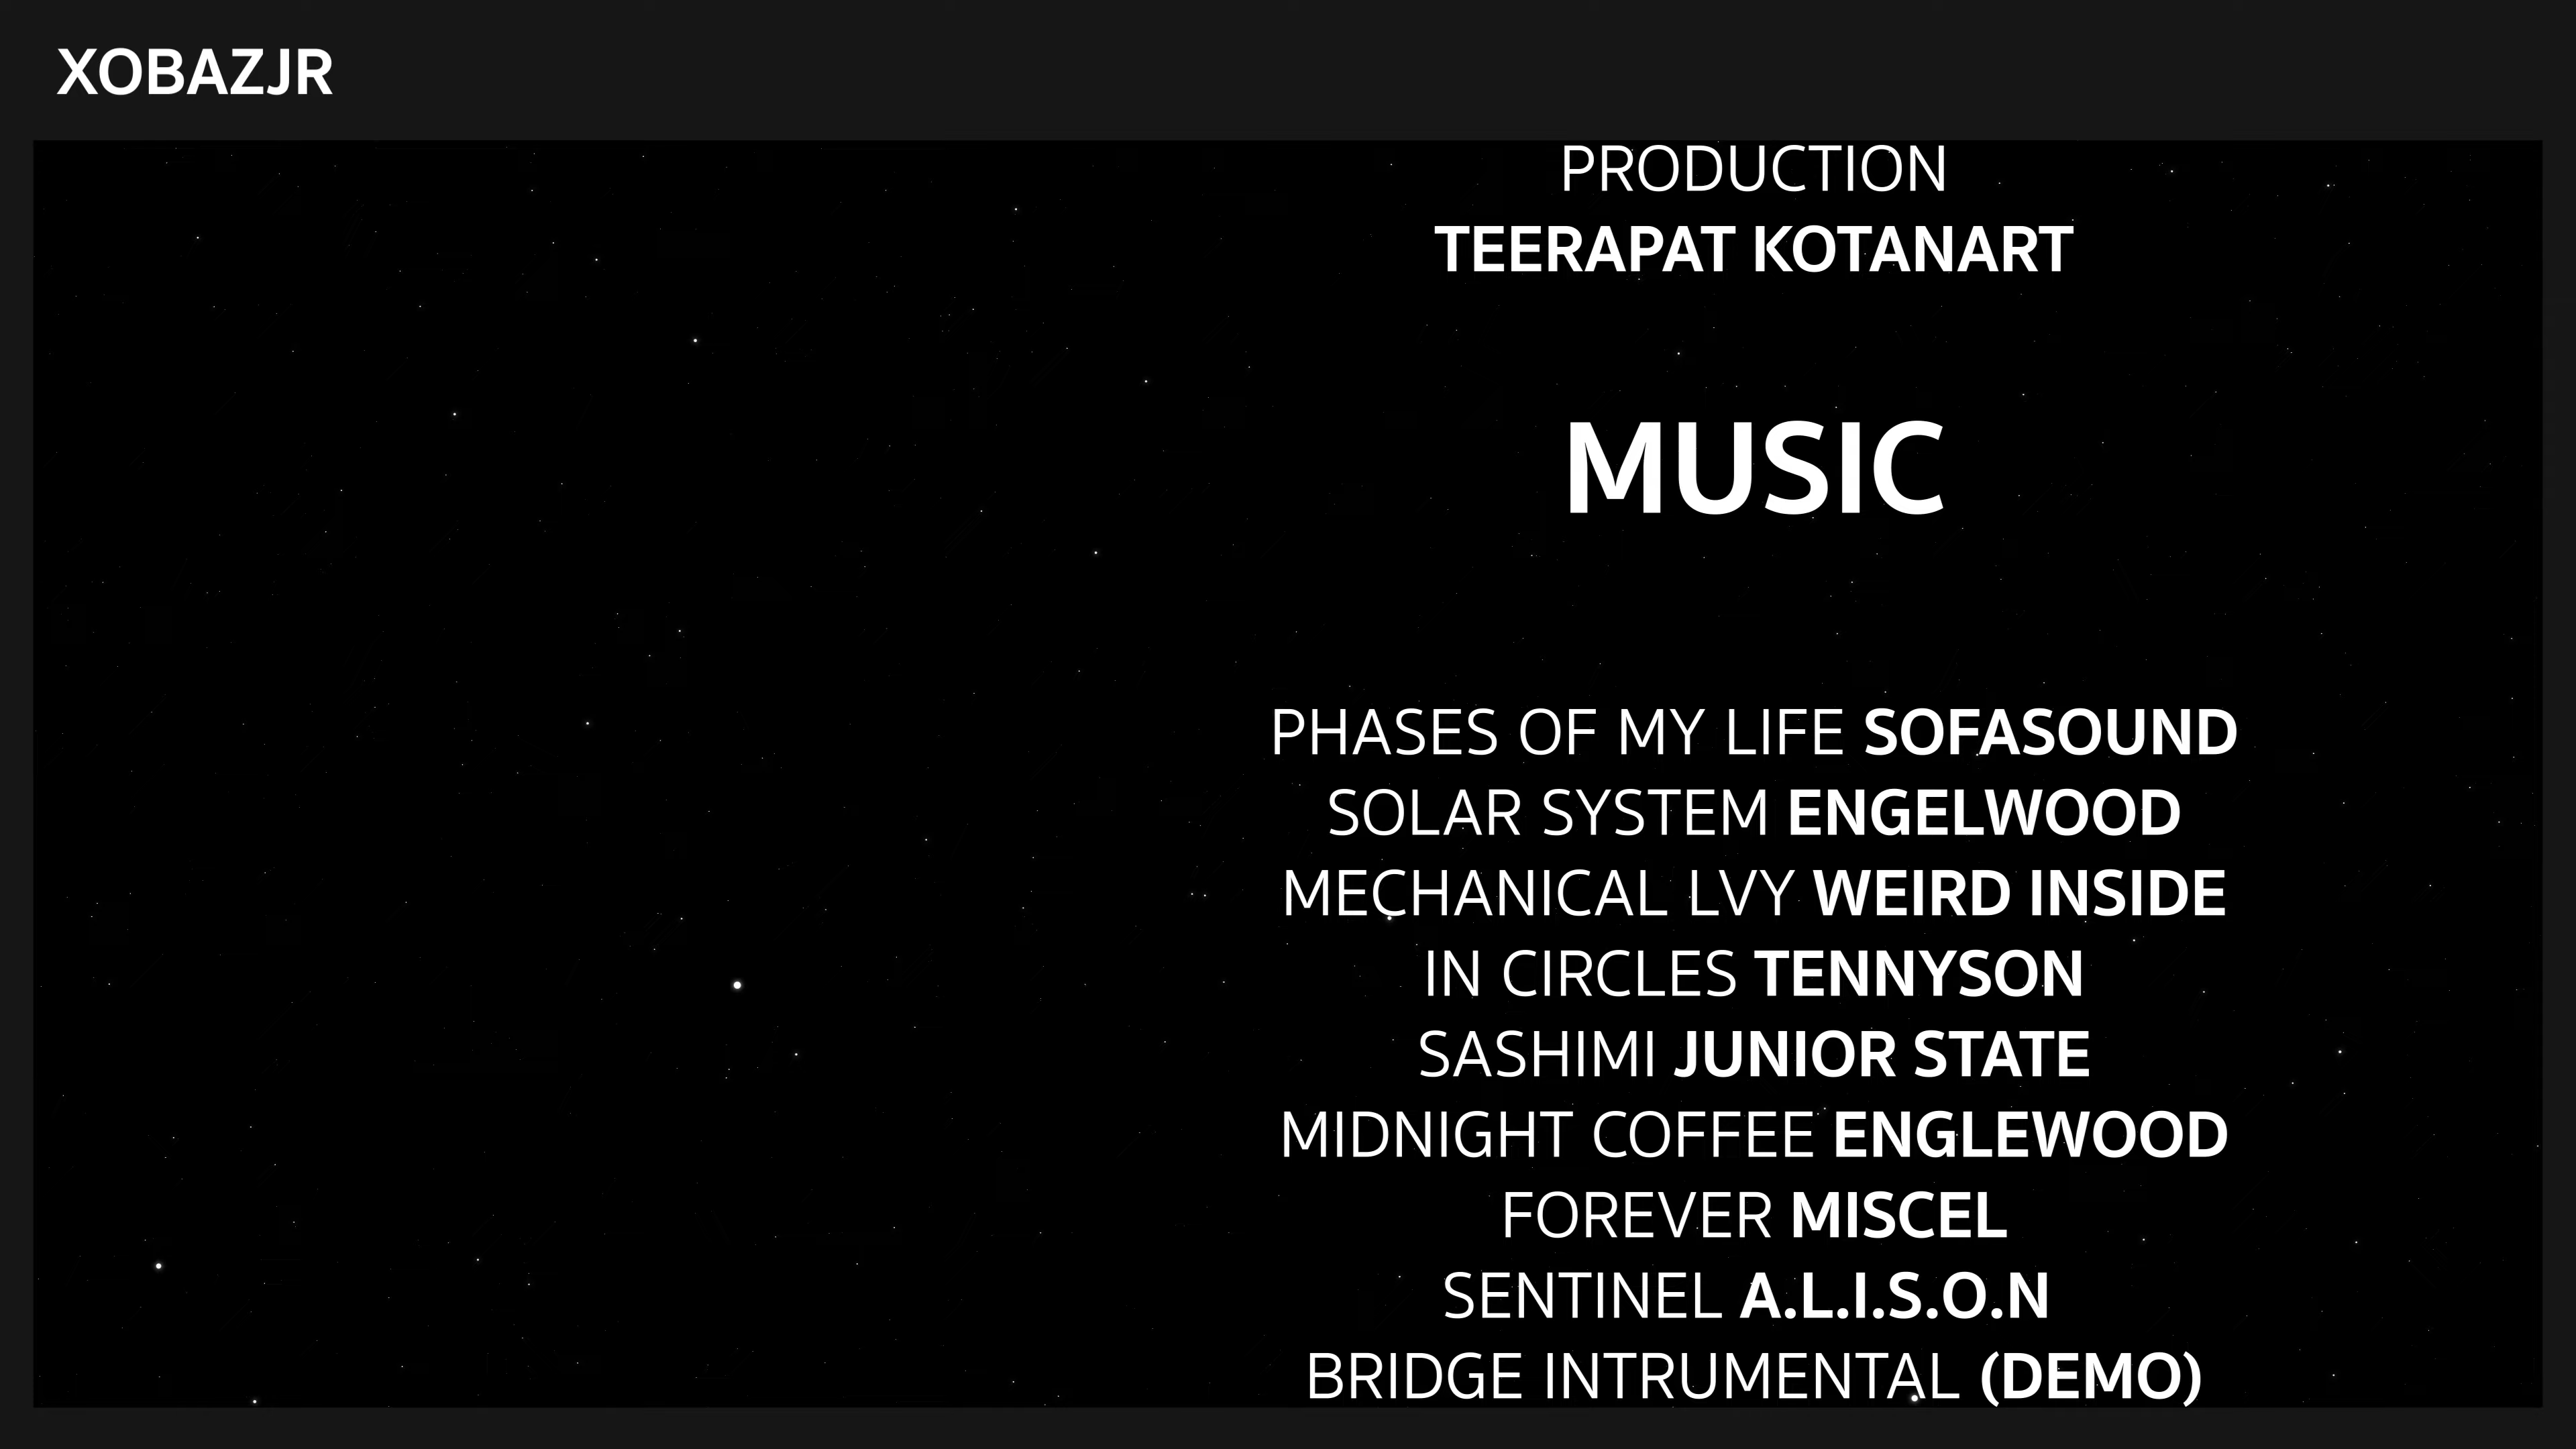 XOBAZJR
PRODUCTION
TEERAPAT KOTANART
MUSIC
PHASES OF MY LIFE SOFASOUND
SOLAR SYSTEM ENGELWOOD
MECHANICAL LVY WEIRD INSIDE
IN CIRCLES TENNYSON
SASHIMI JUNIOR STATE
MIDNIGHT COFFEE ENGLEWOOD
FOREVER MISCEL
SENTINEL A.L.I.S.O.N
BRIDGE INTRUMENTAL (DEMO)